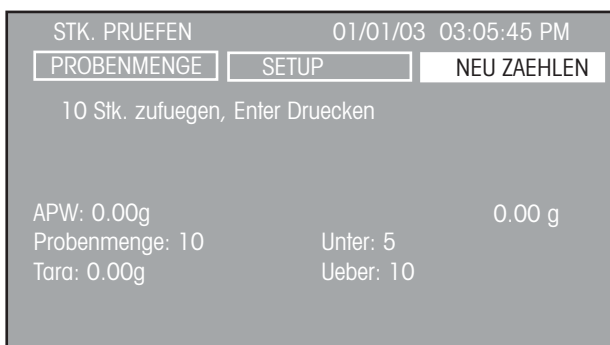 STK. PRUEFEN 01/01/03 03:05:45 PM
PROBENMENGE SETUP NEU ZAEHLEN
10 Stk. zufuegen, Enter Druecken
APW: 0.00g 0.00 g
Probenmenge: 10 Unter: 5
Tara: 0.00g Ueber: 10